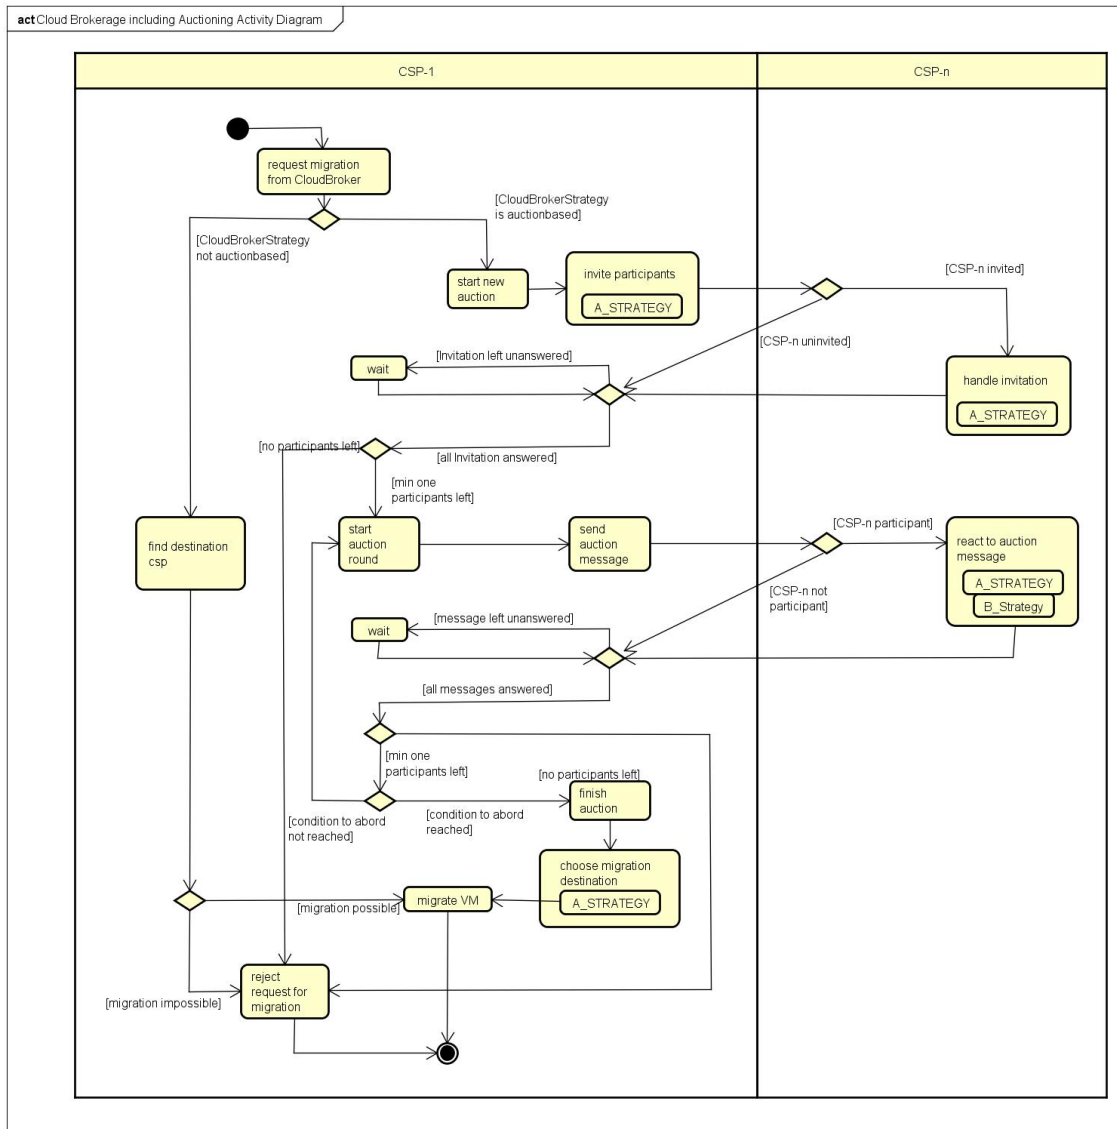 act Cloud Brokerage including Auctioning Activity Diagram
CSP-1
CSP-n
request migration
from CloudBroker
[CloudBrokerStrategy
is auctionbased]
[CloudBrokerStrategy
not auctionbased]
start new
auction
invite participants
A_STRATEGY
[CSP-n invited]
[CSP-n uninvited]
[Invitation left unanswered]
wait
handle invitation
A_STRATEGY
[no participants left]
[all Invitation answered]
[min one
participants left]
find destination
csp
start
auction
round
send
auction
message
[CSP-n participant]
react to auction
message
A_STRATEGY
B_Strategy
[CSP-n not
participant]
[message left unanswered]
wait
[all messages answered]
[min one
participants left]
[no participants left]
finish
auction
[condition to abord
not reached]
[condition to abord
reached]
choose migration
destination
A_STRATEGY
migrate VM
[migration possible]
reject
request for
migration
[migration impossible]